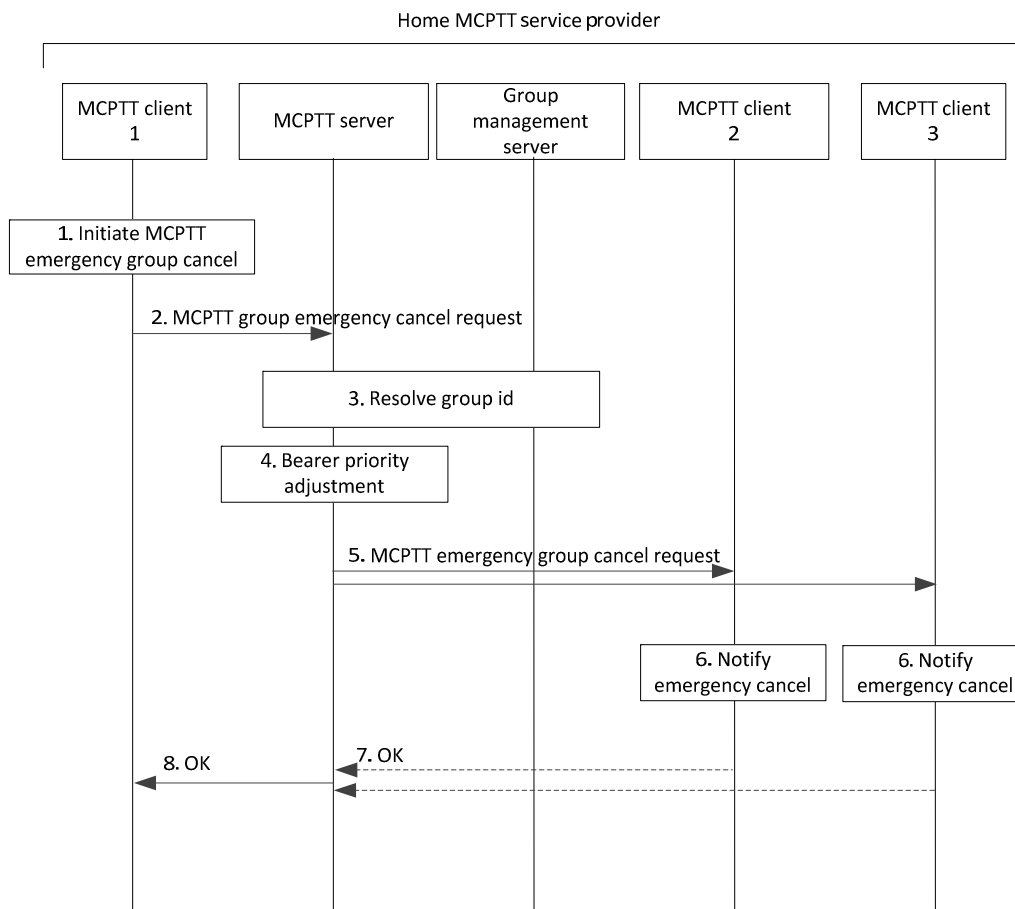 Home MCPTT service provider
MCPTT client
1
MCPTT server
Group
management
server
MCPTT client
2
MCPTT client
3
1. Initiate MCPTT
emergency group cancel
2. MCPTT group emergency cancel request
3. Resolve group id
4. Bearer priority
adjustment
5. MCPTT emergency group cancel request
6. Notify
emergency cancel
6. Notify
emergency cancel
7. OK
8. OK